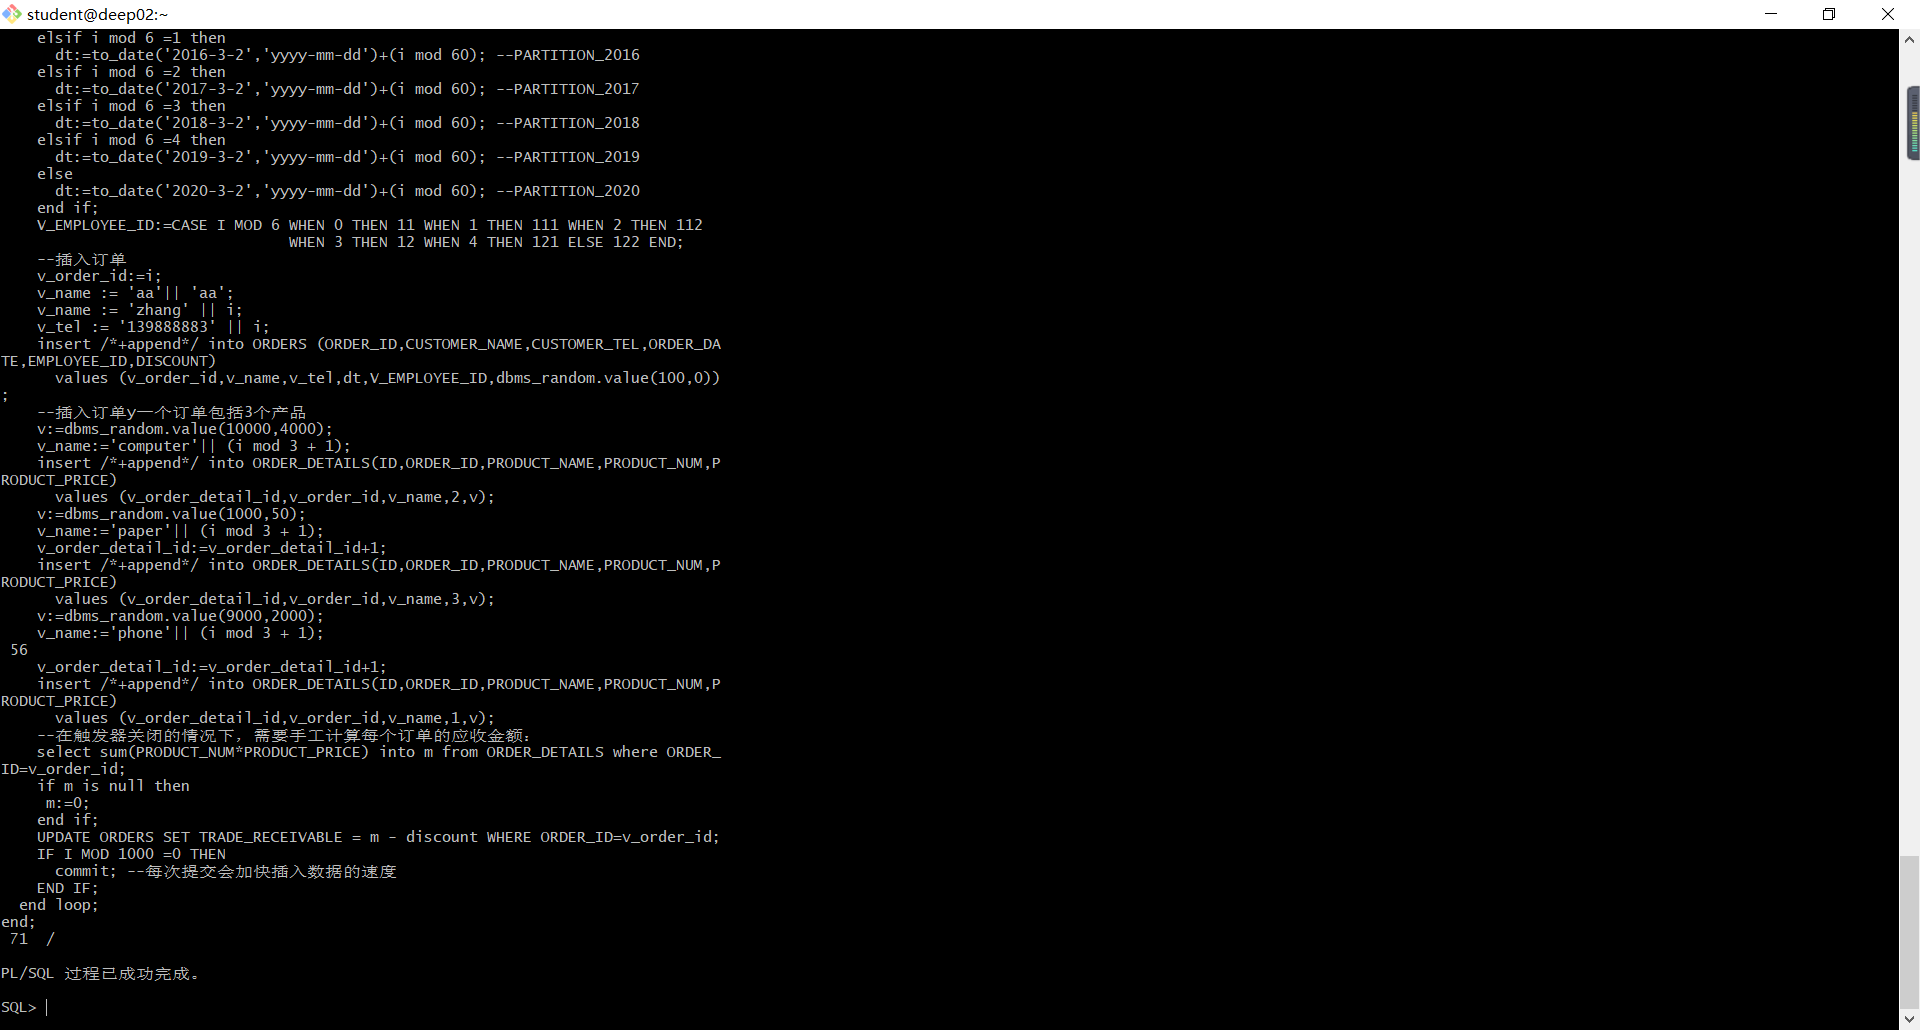 student@deep02:~
elsif i mod 6 =1 then
dt:=to_date('2016-3-2','yyyy-mm-dd')+(i mod 60); --PARTITION_2016
elsif i mod 6 =2 then
dt:=to_date('2017-3-2','yyyy-mm-dd')+(i mod 60); --PARTITION_2017
elsif i mod 6 =3 then
dt:=to_date('2018-3-2','yyyy-mm-dd')+(i mod 60); --PARTITION_2018
elsif i mod 6 =4 then
dt:=to_date('2019-3-2','yyyy-mm-dd')+(i mod 60); --PARTITION_2019
else
dt:=to_date('2020-3-2','yyyy-mm-dd')+(i mod 60); --PARTITION_2020
end if;
V_EMPLOYEE_ID:=CASE I MOD 6 WHEN 0 THEN 11 WHEN 1 THEN 111 WHEN 2 THEN 112
WHEN 3 THEN 12 WHEN 4 THEN 121 ELSE 122 END;
--插入订单
v_order_id:=i;
v_name := 'aa'|| 'aa';
v_name := 'zhang' || i;
v_tel := '139888883' || i;
insert /*+append*/ into ORDERS (ORDER_ID,CUSTOMER_NAME,CUSTOMER_TEL,ORDER_DA
TE,EMPLOYEE_ID,DISCOUNT)
values (v_order_id,v_name,v_tel,dt,V_EMPLOYEE_ID,dbms_random.value(100,0))
;
--插入订单y一个订单包括3个产品
v:=dbms_random.value(10000,4000);
v_name:='computer'|| (i mod 3 + 1);
insert /*+append*/ into ORDER_DETAILS(ID,ORDER_ID,PRODUCT_NAME,PRODUCT_NUM,P
RODUCT_PRICE)
values (v_order_detail_id,v_order_id,v_name,2,v);
v:=dbms_random.value(1000,50);
v_name:='paper'|| (i mod 3 + 1);
v_order_detail_id:=v_order_detail_id+1;
insert /*+append*/ into ORDER_DETAILS(ID,ORDER_ID,PRODUCT_NAME,PRODUCT_NUM,P
RODUCT_PRICE)
values (v_order_detail_id,v_order_id,v_name,3,v);
v:=dbms_random.value(9000,2000);
v_name:='phone'|| (i mod 3 + 1);
56
v_order_detail_id:=v_order_detail_id+1;
insert /*+append*/ into ORDER_DETAILS(ID,ORDER_ID,PRODUCT_NAME,PRODUCT_NUM,P
RODUCT_PRICE)
values (v_order_detail_id,v_order_id,v_name,1,v);
--在触发器关闭的情况下，需要手工计算每个订单的应收金额：
select sum(PRODUCT_NUM*PRODUCT_PRICE) into m from ORDER_DETAILS where ORDER_
ID=v_order_id;
if m is null then
m:=0;
end if;
UPDATE ORDERS SET TRADE_RECEIVABLE = m - discount WHERE ORDER_ID=v_order_id;
IF I MOD 1000 =0 THEN
commit; --每次提交会加快插入数据的速度
END IF;
end loop;
end;
71 /
PL/SQL 过程已成功完成。
SQL>